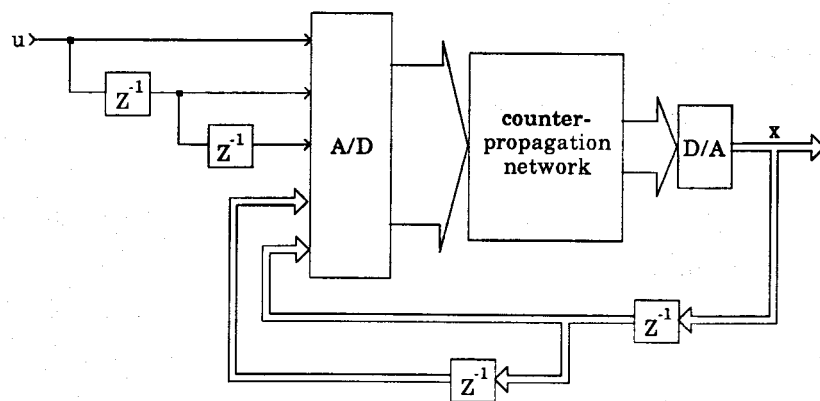 u
Z⁻¹
Z⁻¹
A/D
counter-
propagation
network
D/A
x
Z⁻¹
Z⁻¹